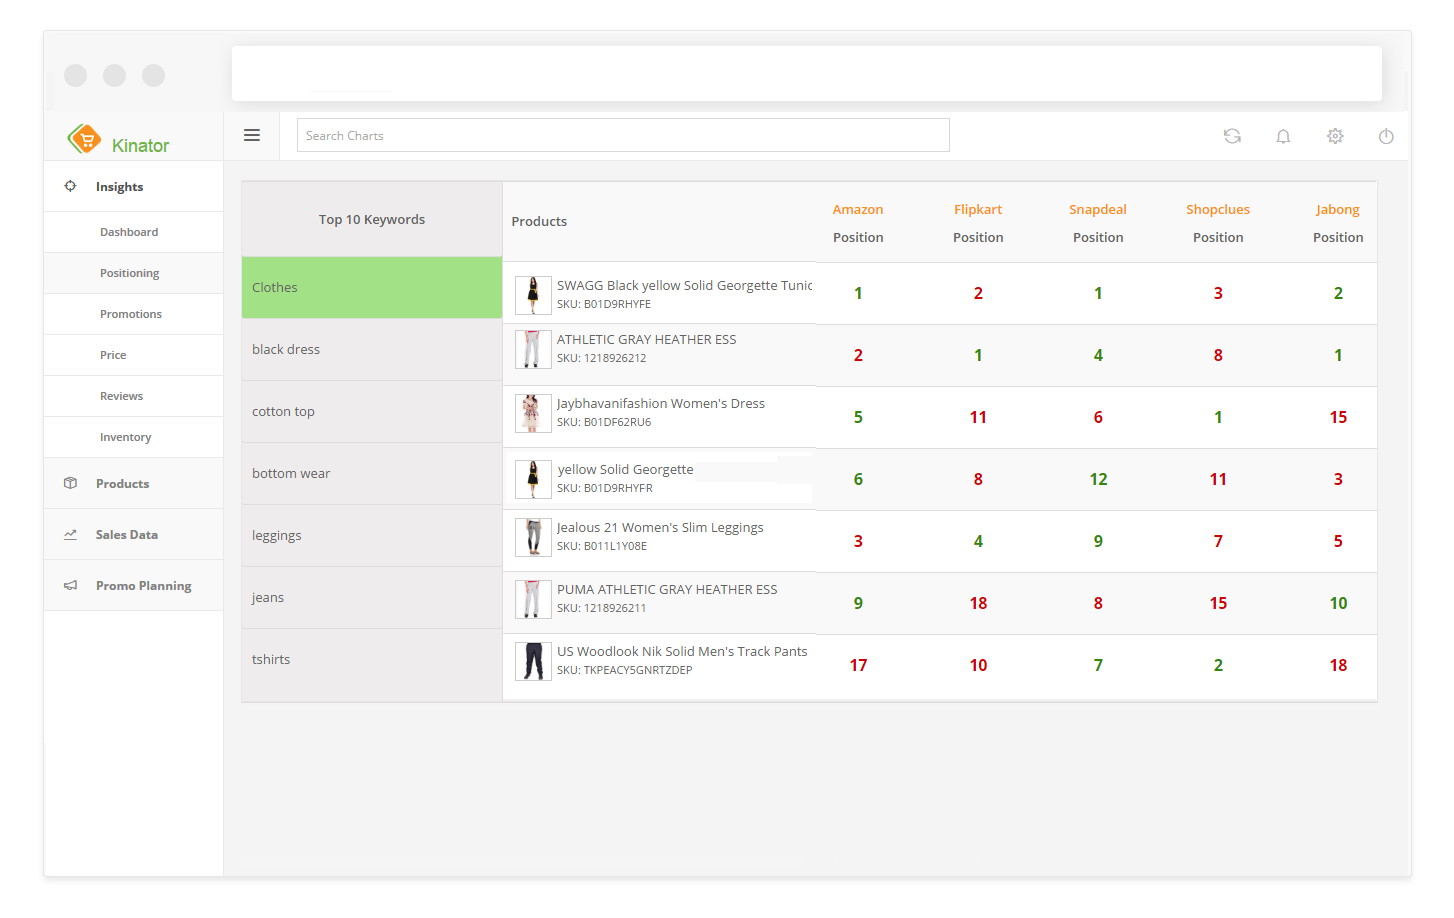 Kinator
Search Charts
Insights
Dashboard
Positioning
Promotions
Price
Reviews
Inventory
Products
Sales Data
Promo Planning
Top 10 Keywords
Products
Amazon
Position
Flipkart
Position
Snapdeal
Position
Shopclues
Position
Jabong
Position
Clothes
SWAGG Black yellow Solid Georgette Tunic
SKU: B01D9RHYFE
1 2 1 3 2
black dress
ATHLETIC GRAY HEATHER ESS
SKU: 1218926212
2 1 4 8 1
cotton top
Jaybhavanifashion Women's Dress
SKU: B01DF62RU6
5 11 6 1 15
bottom wear
yellow Solid Georgette
SKU: B01D9RHYFR
6 8 12 11 3
leggings
Jealous 21 Women's Slim Leggings
SKU: B011L1Y08E
3 4 9 7 5
jeans
PUMA ATHLETIC GRAY HEATHER ESS
SKU: 1218926211
9 18 8 15 10
tshirts
US Woodlook Nik Solid Men's Track Pants
SKU: TKPEACY5GNRTZDEP
17 10 7 2 18